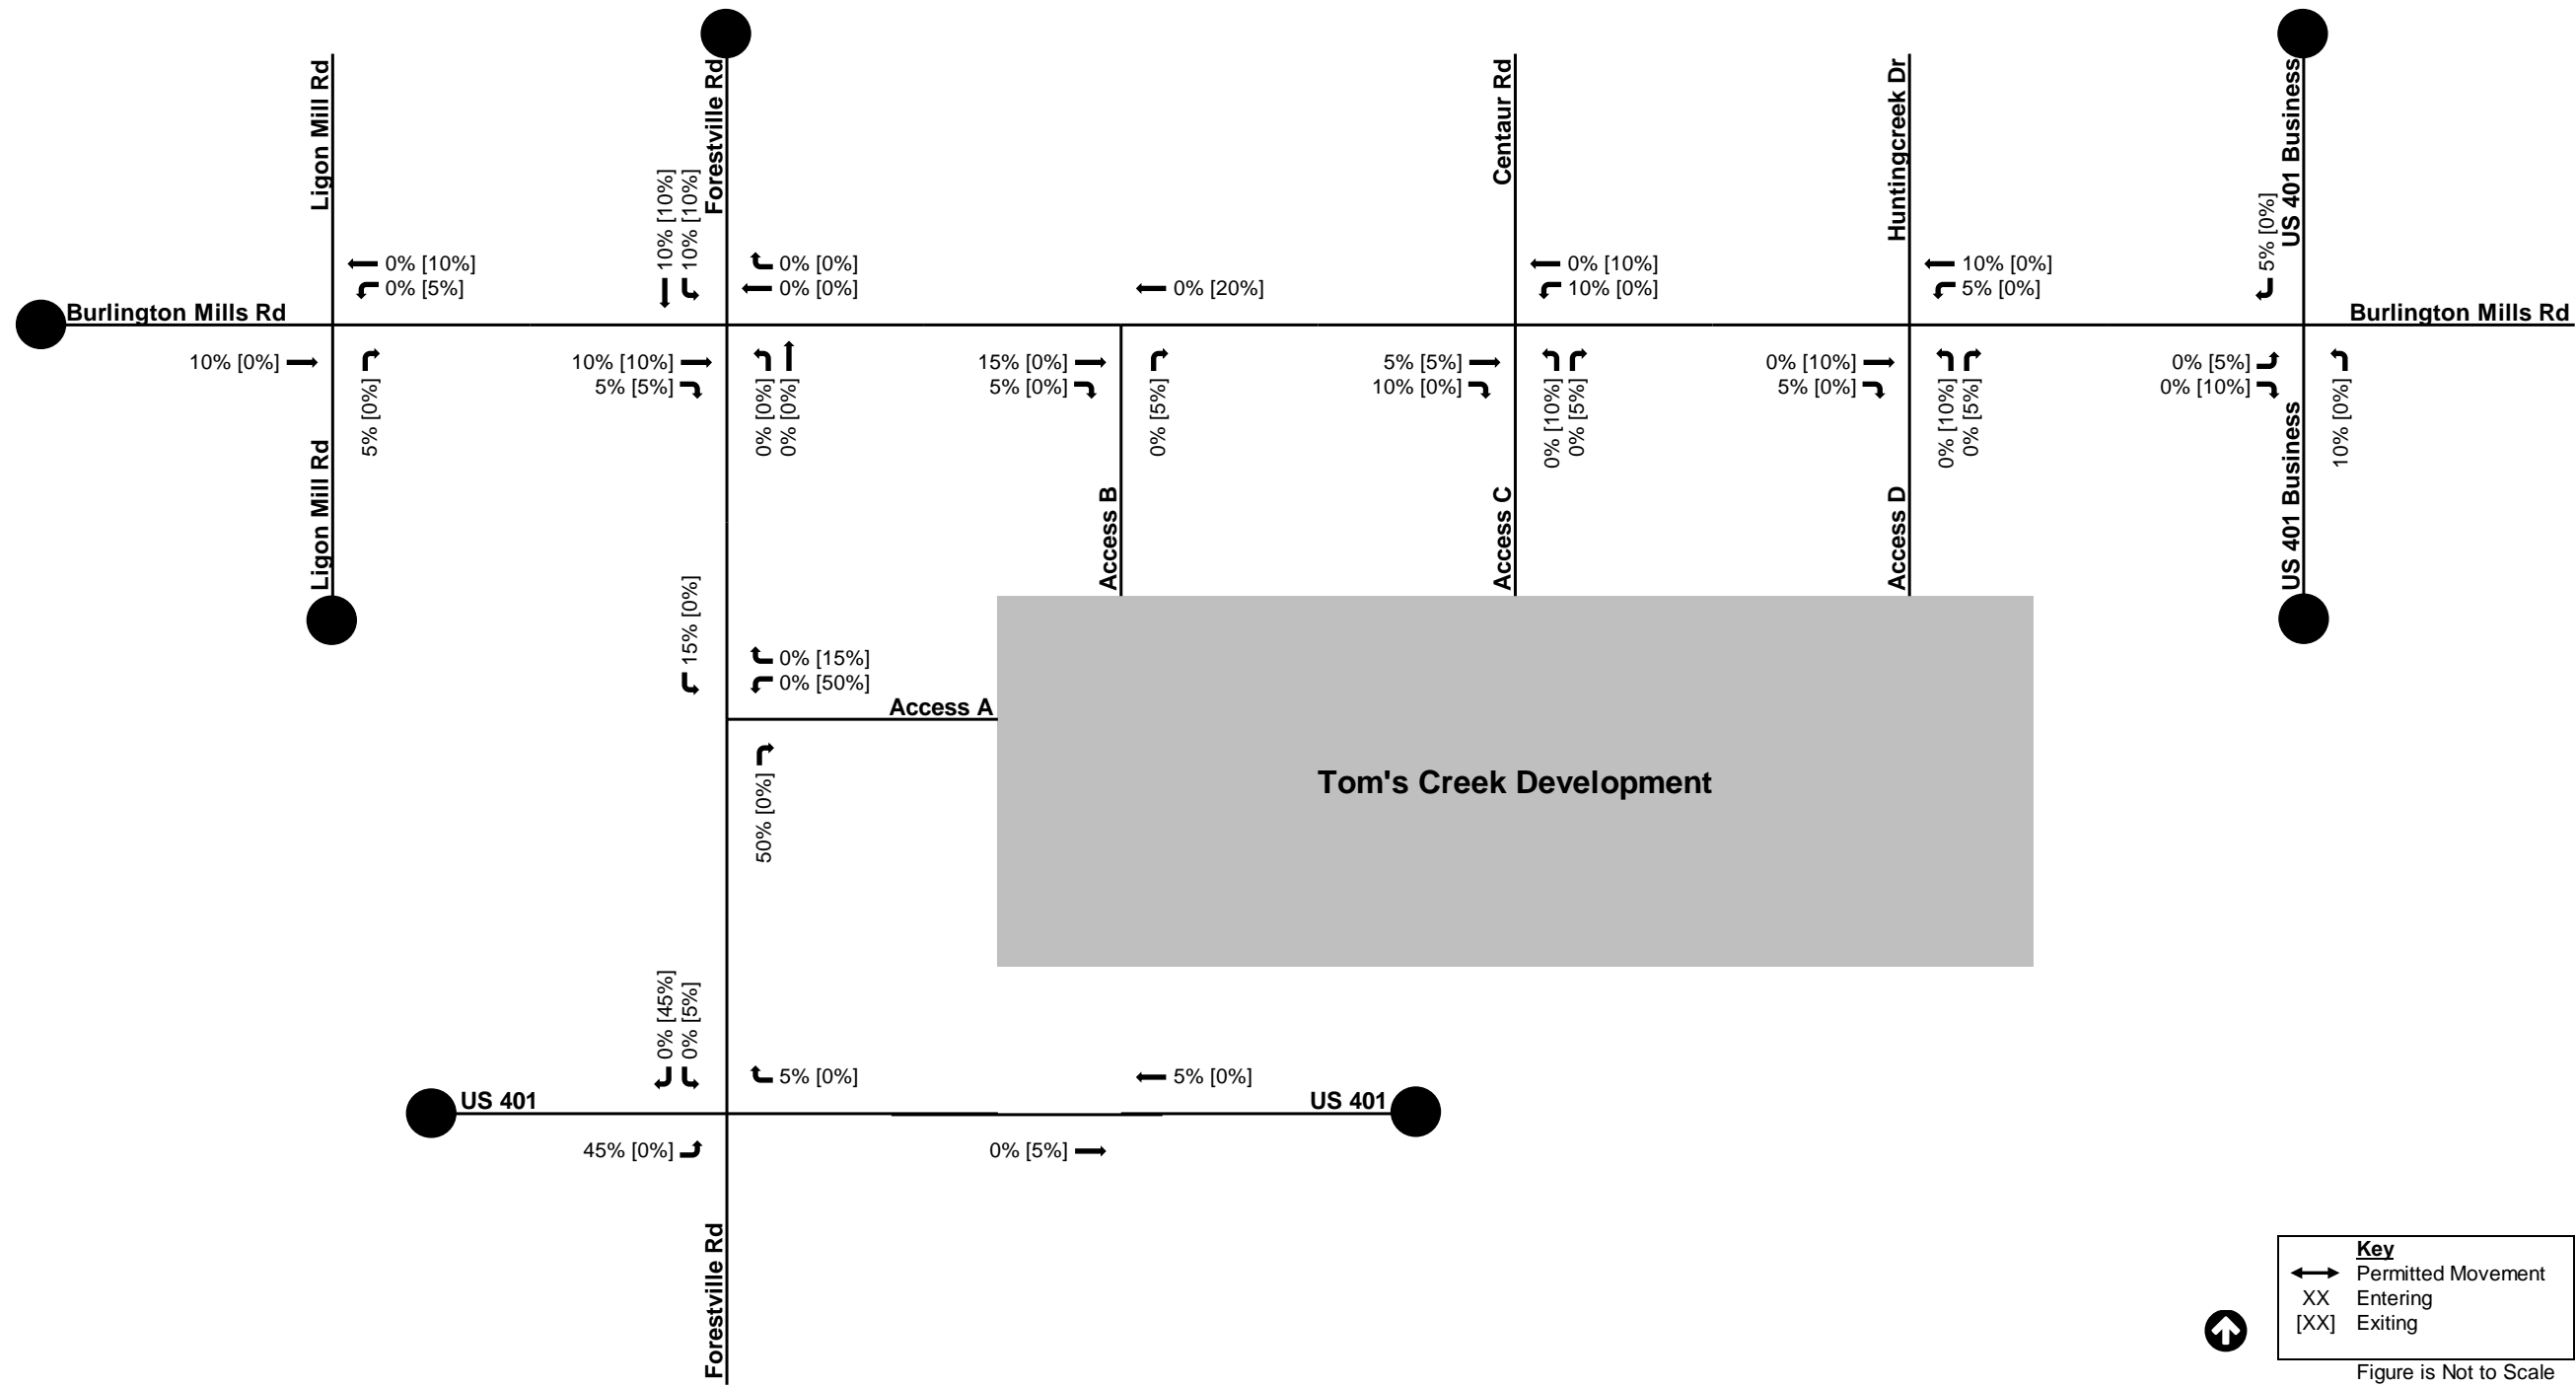 Ligon Mill Rd
Forestville Rd
Centaur Rd
Huntingcreek Dr
US 401 Business
10% [10%]
10% [10%]
5% [0%]
0% [10%]
0% [5%]
0% [0%]
0% [0%]
0% [20%]
0% [10%]
10% [0%]
10% [0%]
5% [0%]
Burlington Mills Rd
Burlington Mills Rd
10% [0%]
5% [0%]
10% [10%]
5% [5%]
0% [0%]
0% [0%]
15% [0%]
5% [0%]
0% [5%]
5% [5%]
10% [0%]
0% [10%]
0% [5%]
0% [10%]
5% [0%]
0% [10%]
0% [5%]
0% [5%]
0% [10%]
10% [0%]
Ligon Mill Rd
Access B
Access C
Access D
US 401 Business
15% [0%]
0% [15%]
0% [50%]
Access A
50% [0%]
Tom's Creek Development
0% [45%]
0% [5%]
5% [0%]
5% [0%]
US 401
US 401
45% [0%]
0% [5%]
Forestville Rd
Key
Permitted Movement
XX Entering
[XX] Exiting
Figure is Not to Scale